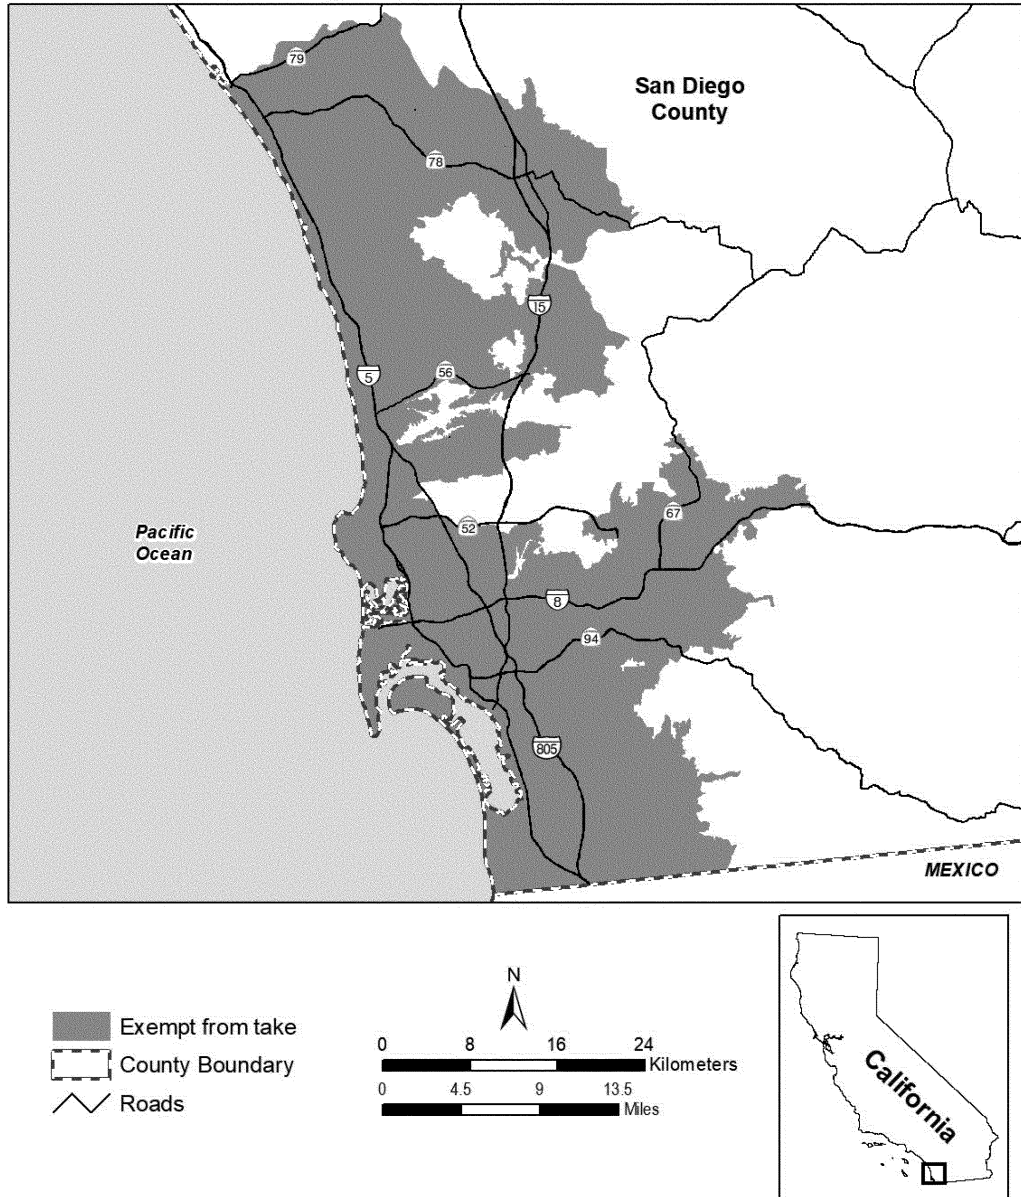 79
San Diego
County
78
15
56
5
67
52
Pacific
Ocean
8
94
805
MEXICO
N
Exempt from take
County Boundary
Roads
0 8 16 24
Kilometers
0 4.5 9 13.5
Miles
California